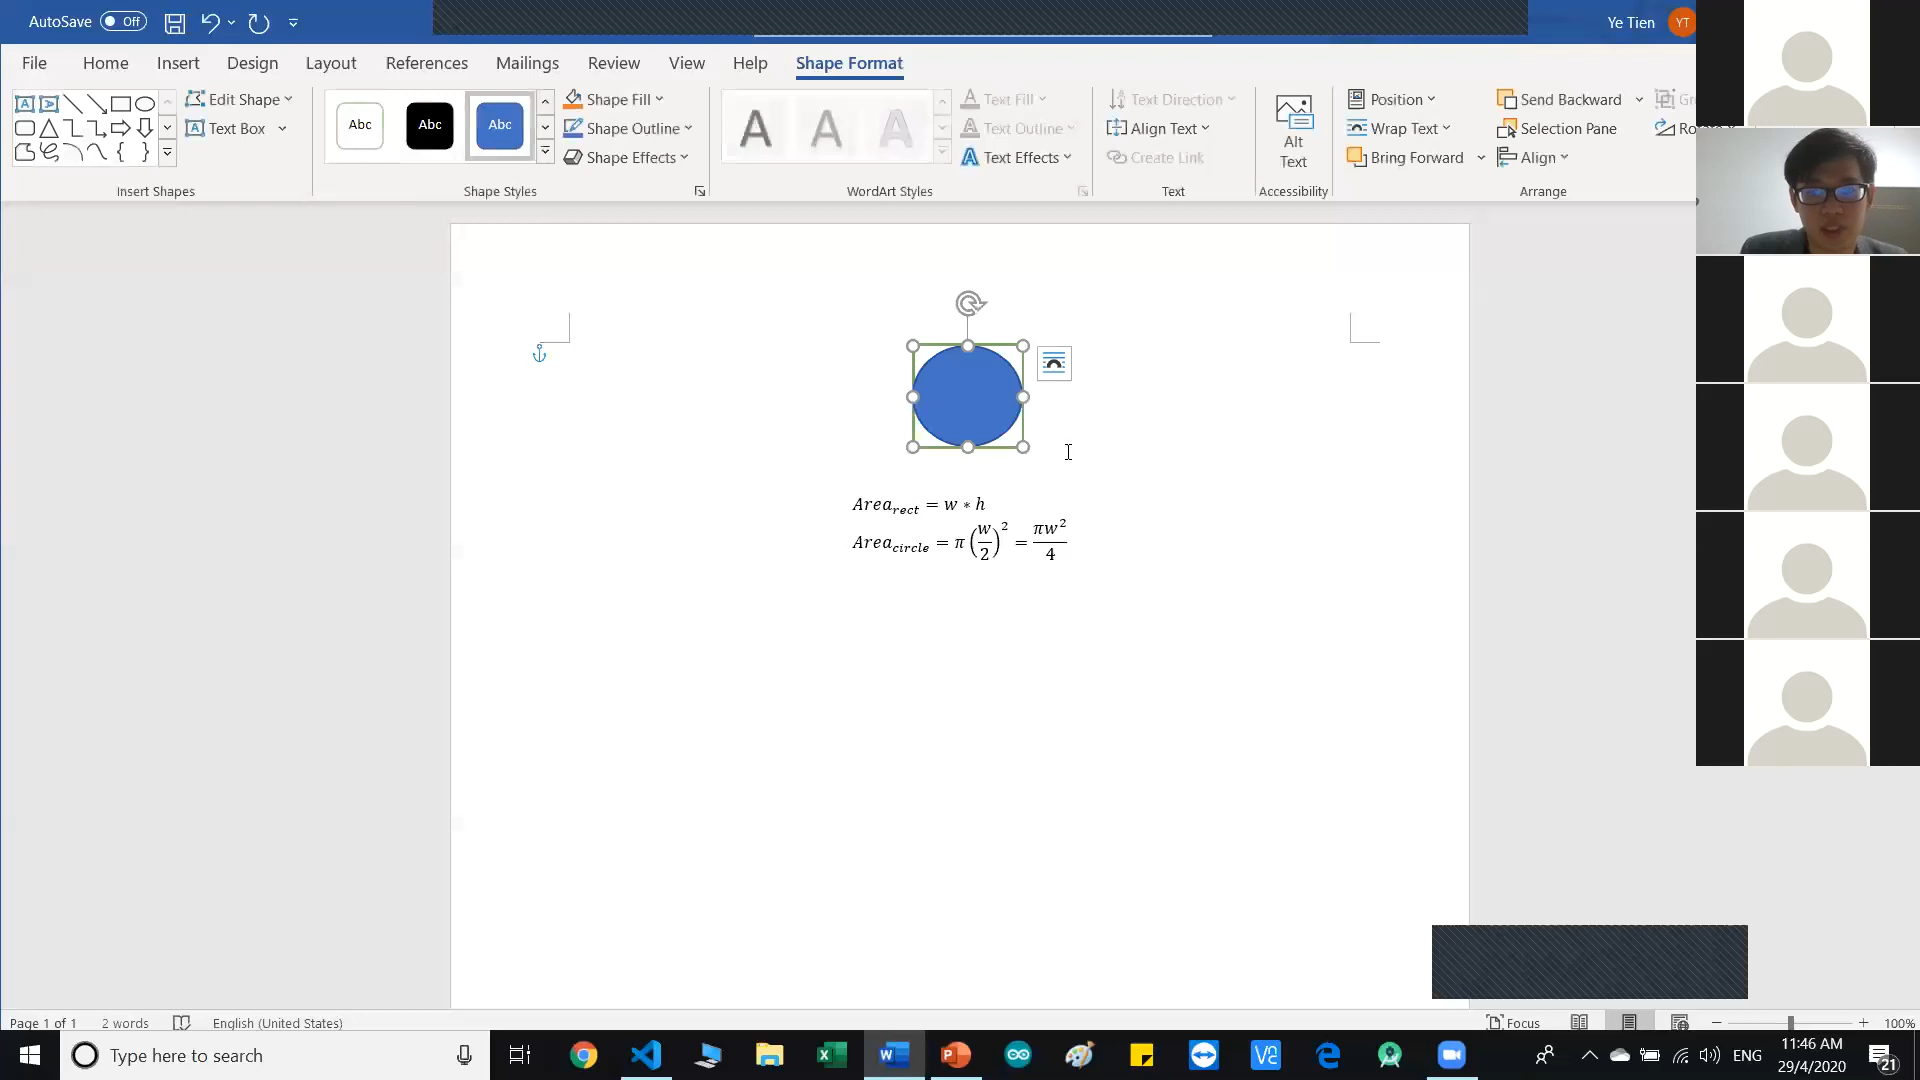 AutoSave Off
Ye Tien YT
File Home Insert Design Layout References Mailings Review View Help Shape Format
Edit Shape
Text Box
Insert Shapes
Abc Abc Abc
Shape Fill
Shape Outline
Shape Effects
Shape Styles
A A A
WordArt Styles
Text Fill
Text Outline
Text Effects
Text Direction
Align Text
Create Link
Text
Alt
Text
Accessibility
Position
Wrap Text
Bring Forward
Send Backward
Selection Pane
Align
Arrange
Area_rect = w * h
Area_circle = π(w/2)^2 = πw^2/4
Page 1 of 1 2 words English (United States) Focus 100%
Type here to search
ENG
11:46 AM
29/4/2020
21